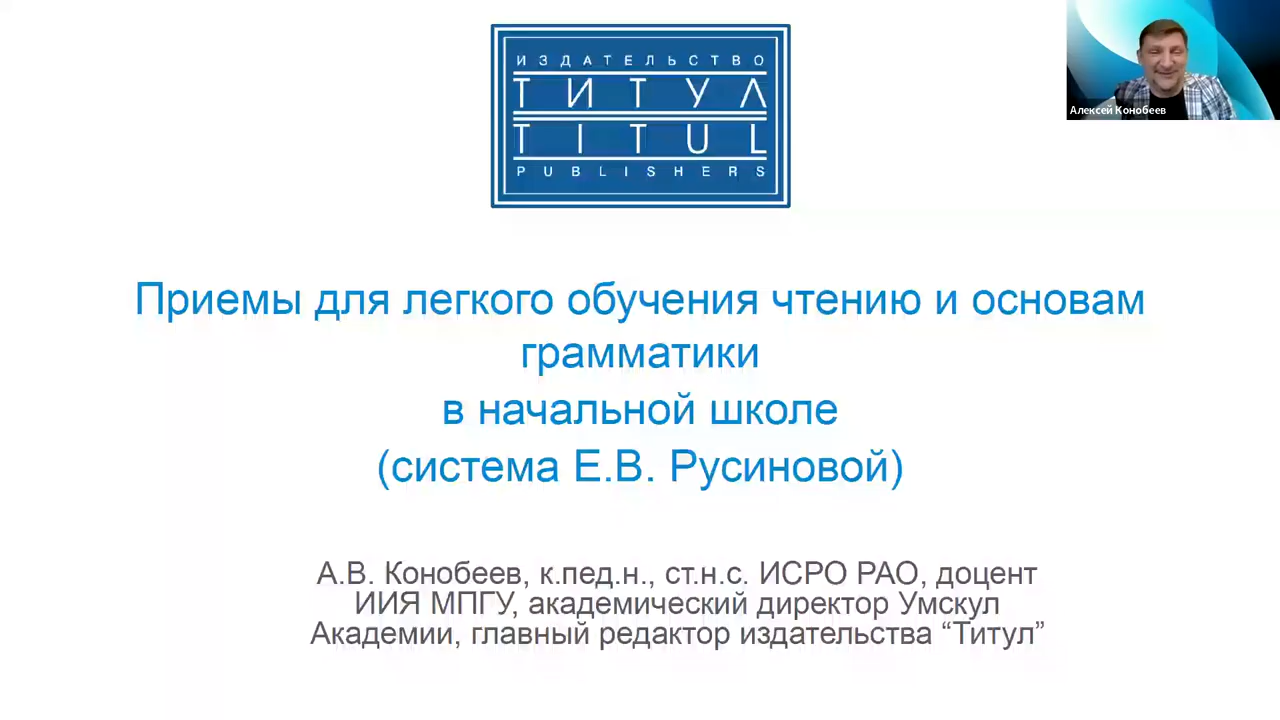 ИЗДАТЕЛЬСТВО
ТИТУЛ
TITUL
PUBLISHERS
Алексей Конобеев
Приемы для легкого обучения чтению и основам
грамматики
в начальной школе
(система Е.В. Русиновой)
А.В. Конобеев, к.пед.н., ст.н.с. ИСРО РАО, доцент
ИИЯ МПГУ, академический директор Умскул
Академии, главный редактор издательства “Титул”